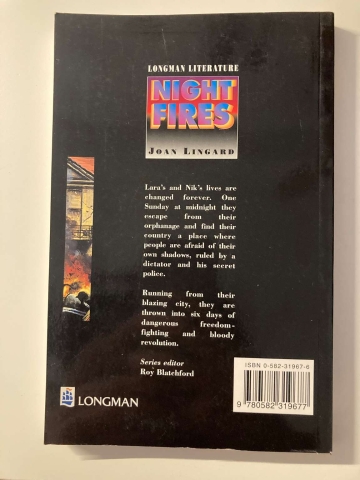 LONGMAN LITERATURE
NIGHT
FIRES
JOAN LINGARD
Lara's and Nik's lives are
changed forever. One
Sunday at midnight they
escape from their
orphanage and find their
country a place where
people are afraid of their
own shadows, ruled by a
dictator and his secret
police.
Running from their
blazing city, they are
thrown into six days of
dangerous freedom-
fighting and bloody
revolution.
Series editor
Roy Blatchford
LONGMAN
ISBN 0-582-31967-6
9 780582 319677